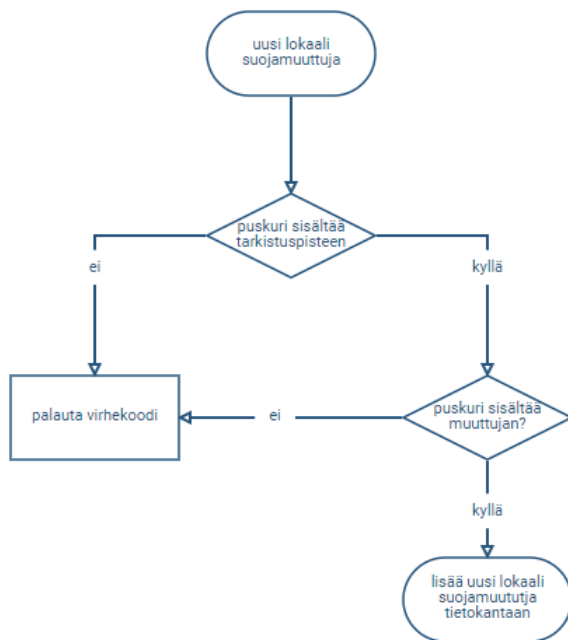 uusi lokaali
suojamuuttuja
puskuri sisältää
tarkistuspisteen
ei
kyllä
palauta virhekoodi
ei
puskuri sisältää
muuttujan?
kyllä
lisää uusi lokaali
suojamuututja
tietokantaan